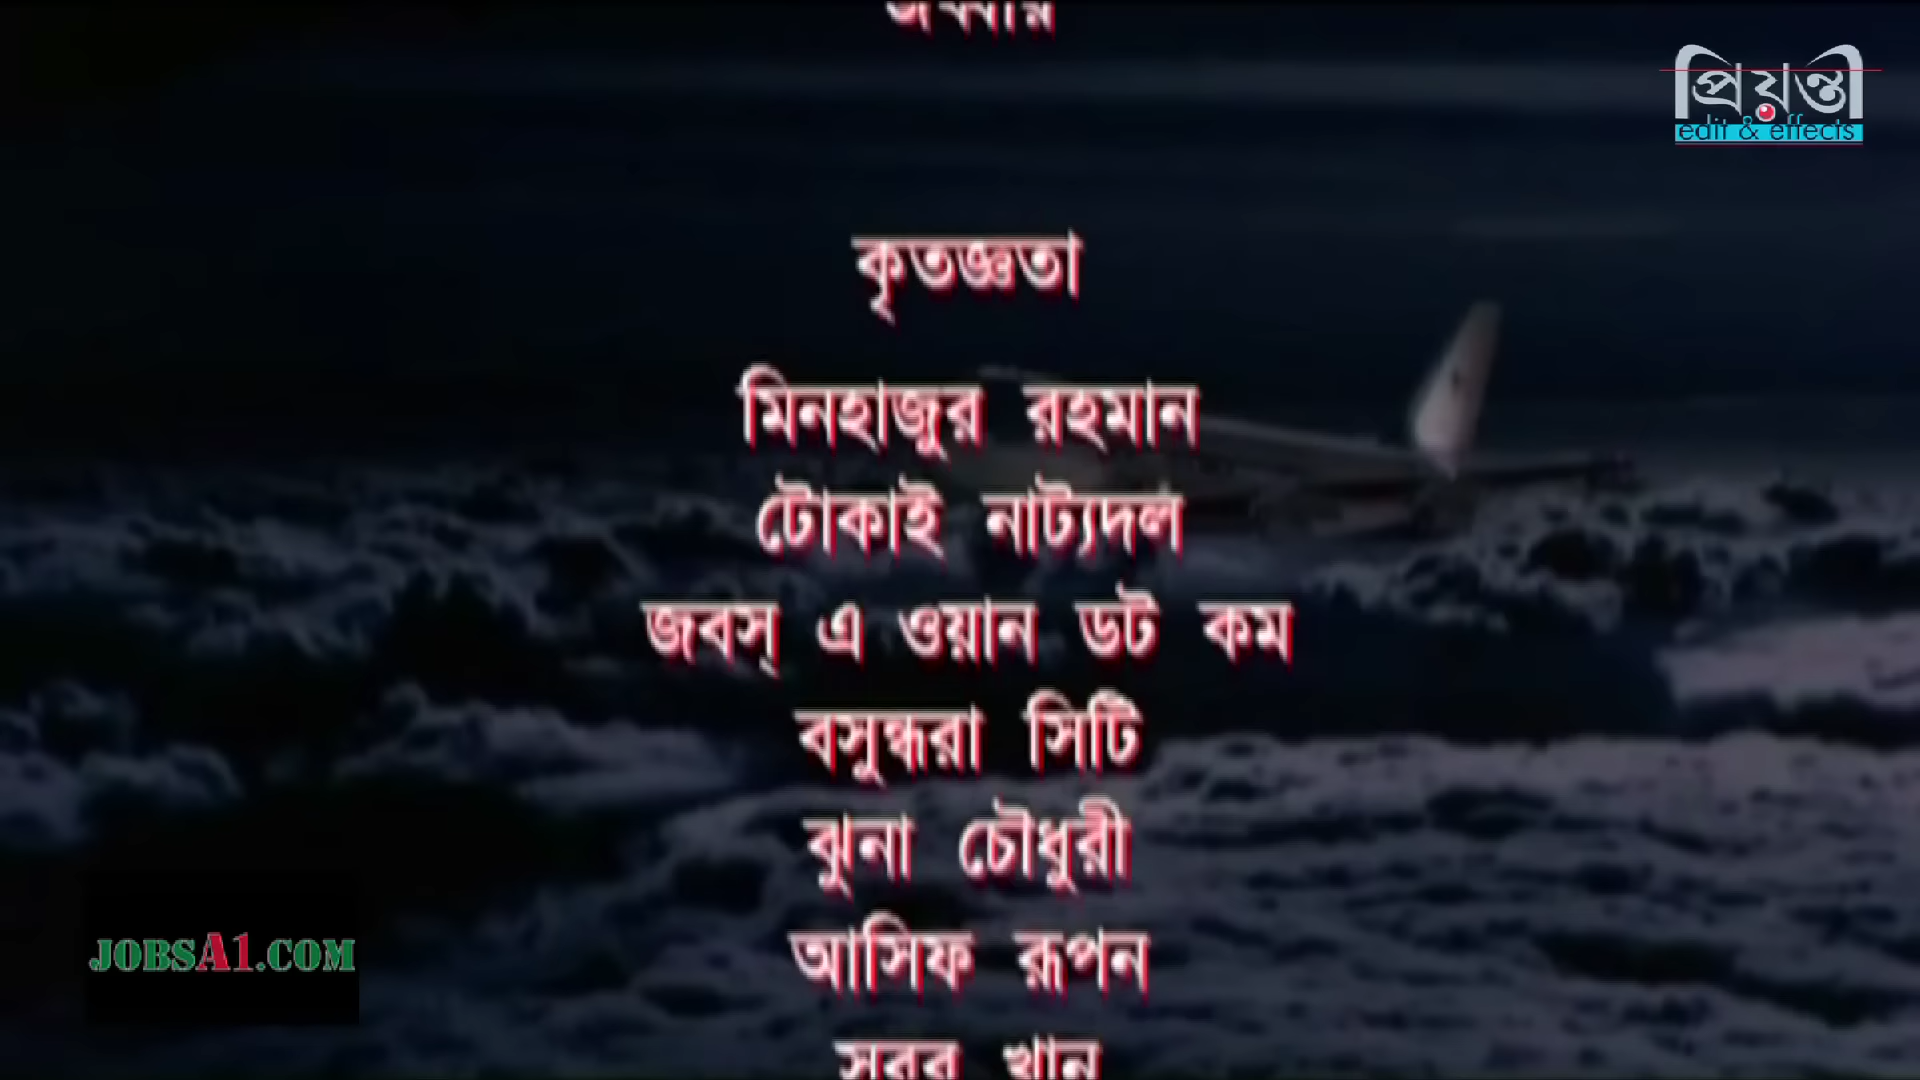 প্রিয়ন্তী
edit & effects
কৃতজ্ঞতা
মিনহাজুর রহমান
টোকাই নাট্যদল
জবস্ এ ওয়ান ডট কম
বসুন্ধরা সিটি
ঝুনা চৌধুরী
আসিফ রূপন
খান
JOBSA1.COM